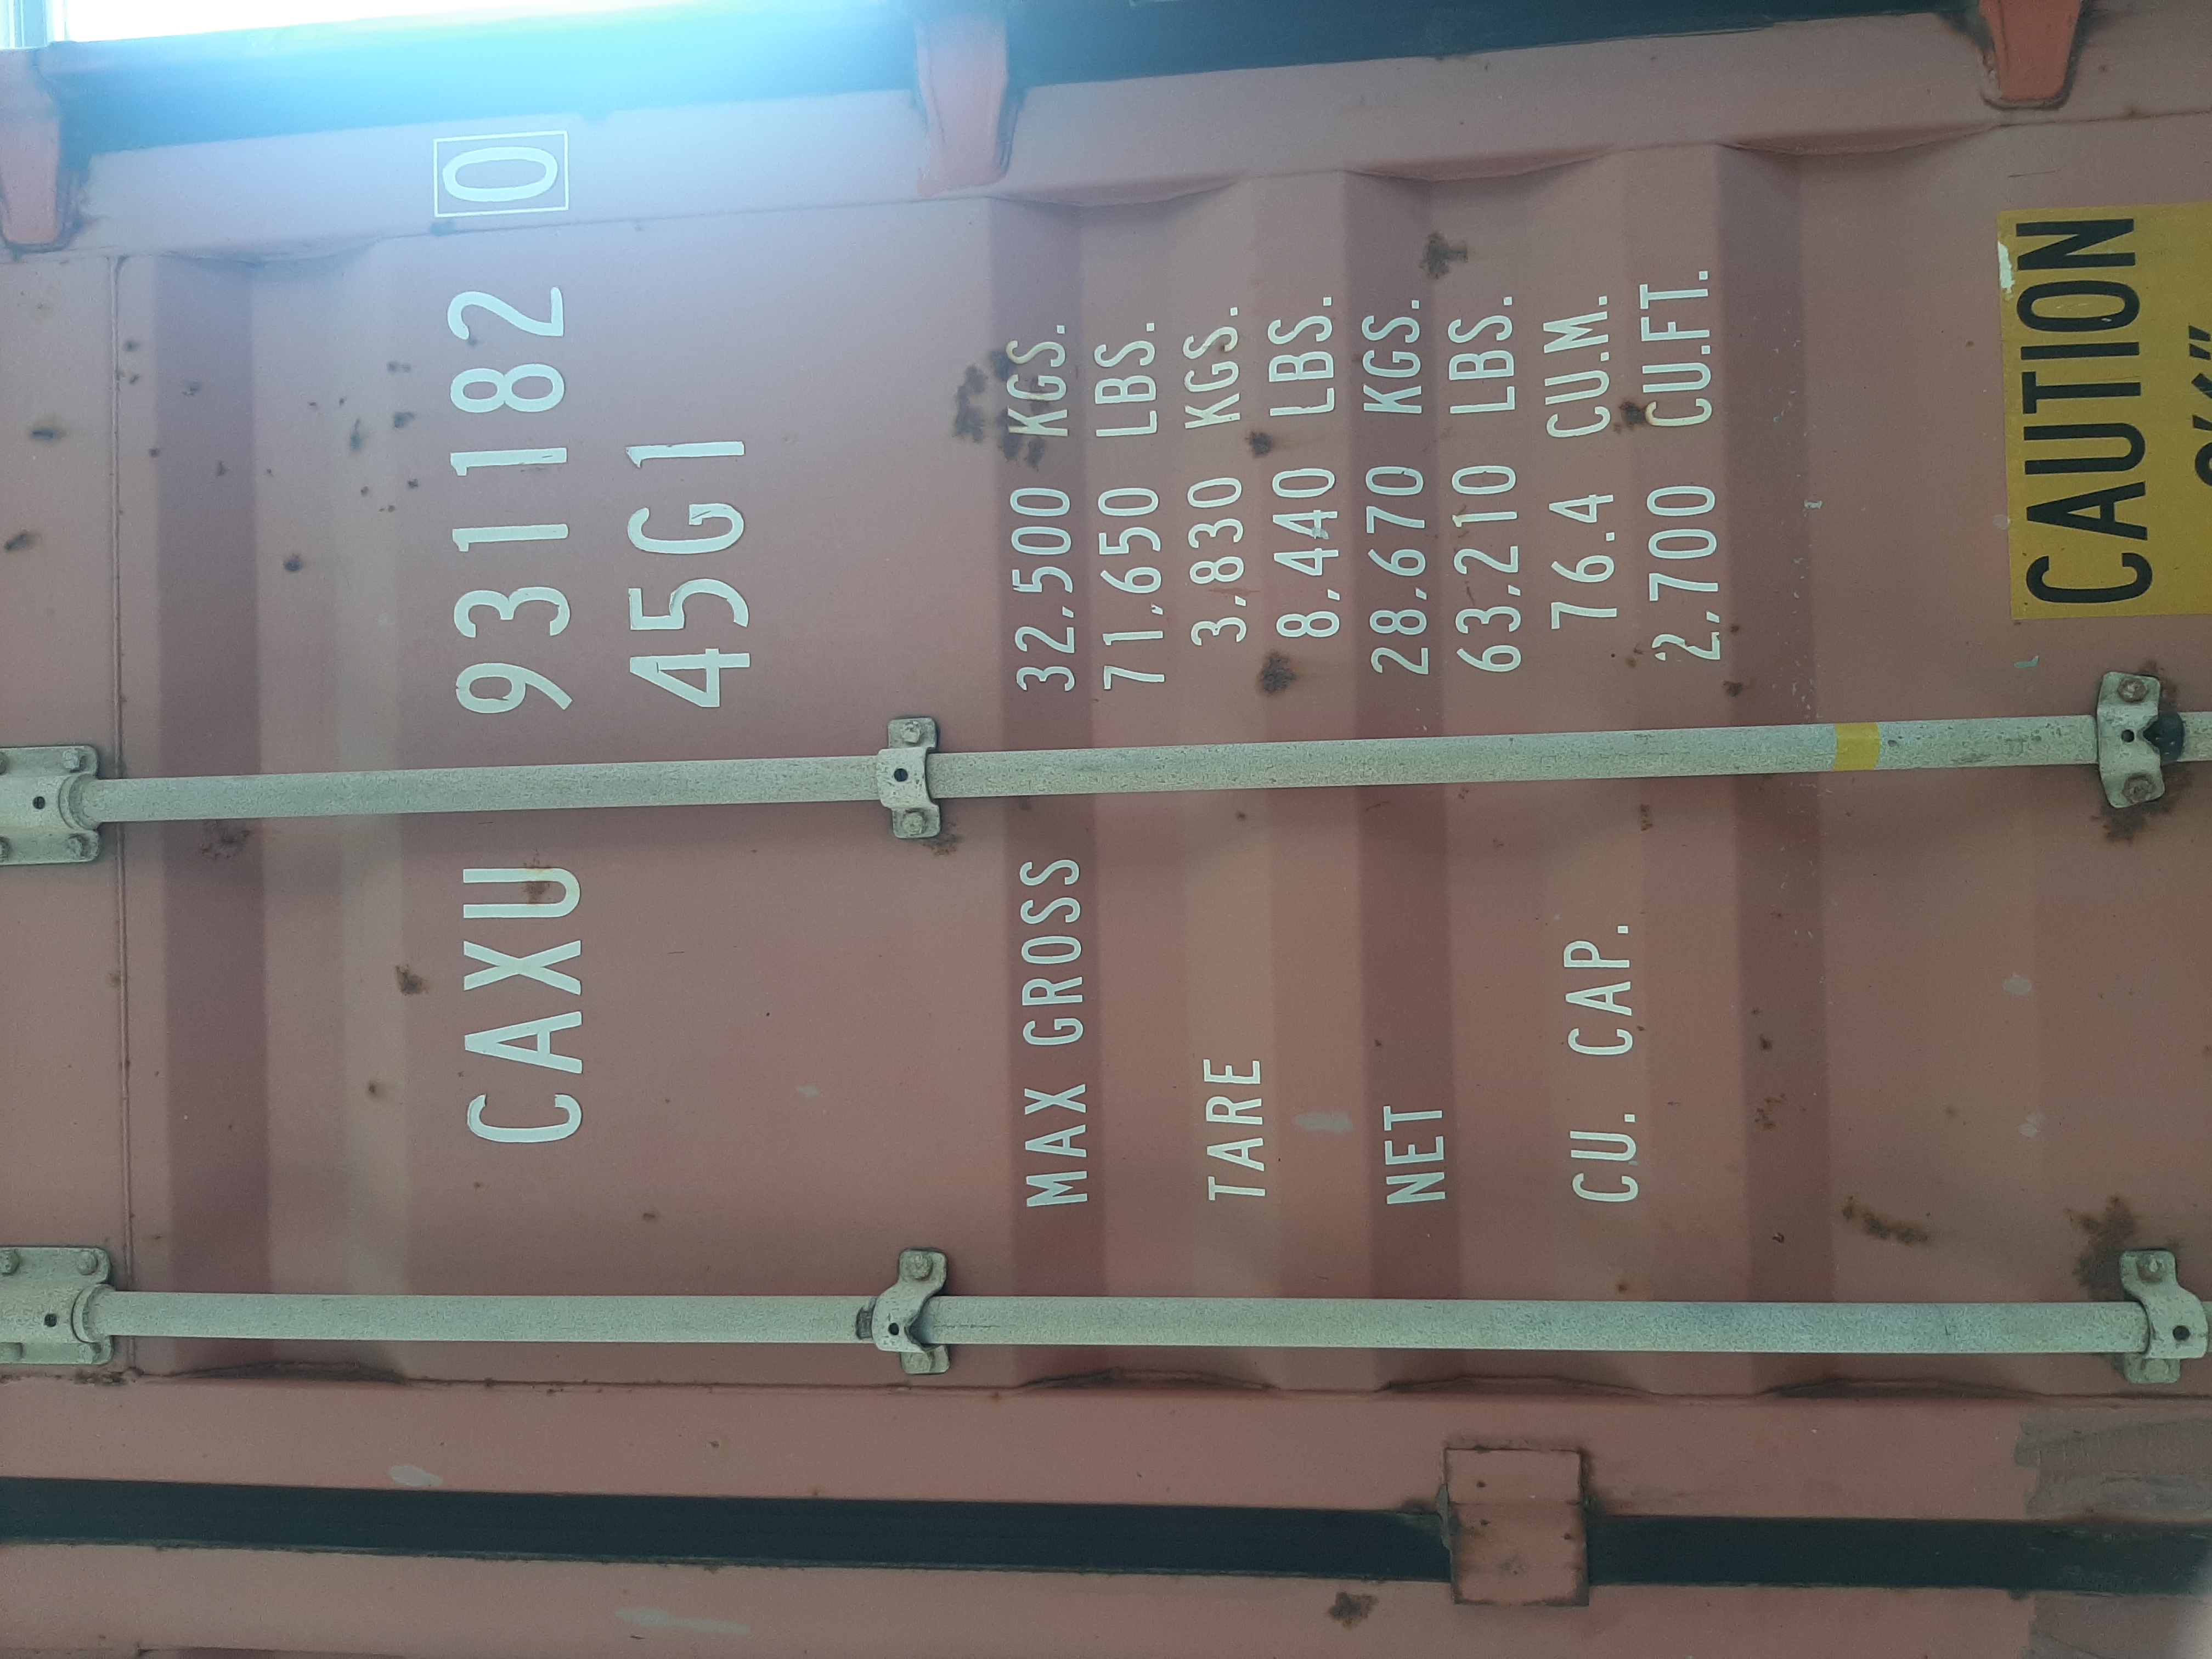 CAXU 931182 0
45G1
MAX GROSS 32,500 KGS.
71,650 LBS.
TARE 3,830 KGS.
8,440 LBS.
NET 28,670 KGS.
63,210 LBS.
CU. CAP. 76.4 CU.M.
2,700 CU.FT.
CAUTION